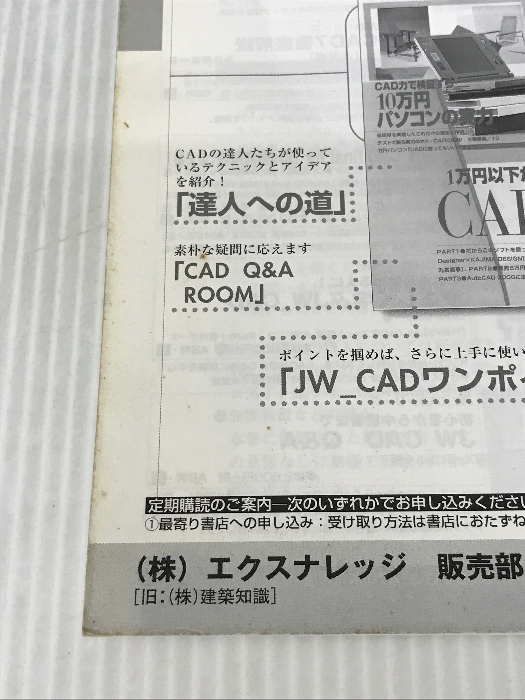 CAD力で検証する
10万円
パソコンの実力
1万円以下
CAD
CADの達人たちが使って
いるテクニックとアイデア
を紹介！
「達人への道」
素朴な疑問に応えます
「CAD Q&A
ROOM」
ポイントを掴めば、さらに上手に使い
「JW_CADワンポイ
定期購読のご案内―次のいずれかでお申し込みくださ
①最寄り書店への申し込み：受け取り方法は書店におたずね
（株）エクスナレッジ 販売部
［旧：（株）建築知識］